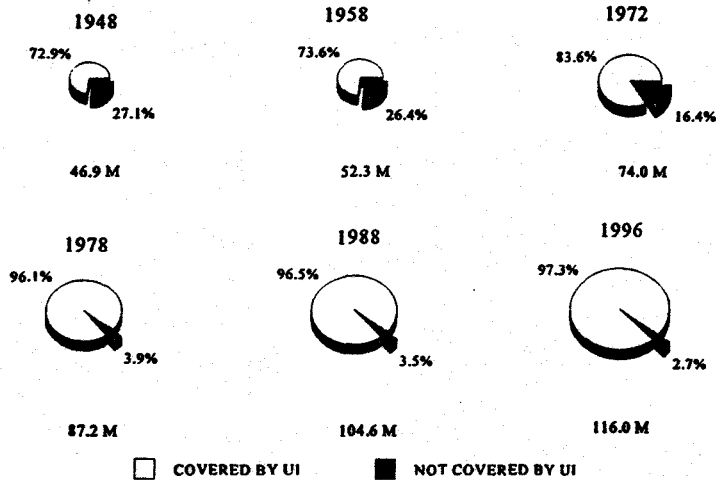 1948
72.9%
27.1%
46.9 M
1958
73.6%
26.4%
52.3 M
1972
83.6%
16.4%
74.0 M
1978
96.1%
3.9%
87.2 M
1988
96.5%
3.5%
104.6 M
1996
97.3%
2.7%
116.0 M
COVERED BY UI
NOT COVERED BY UI